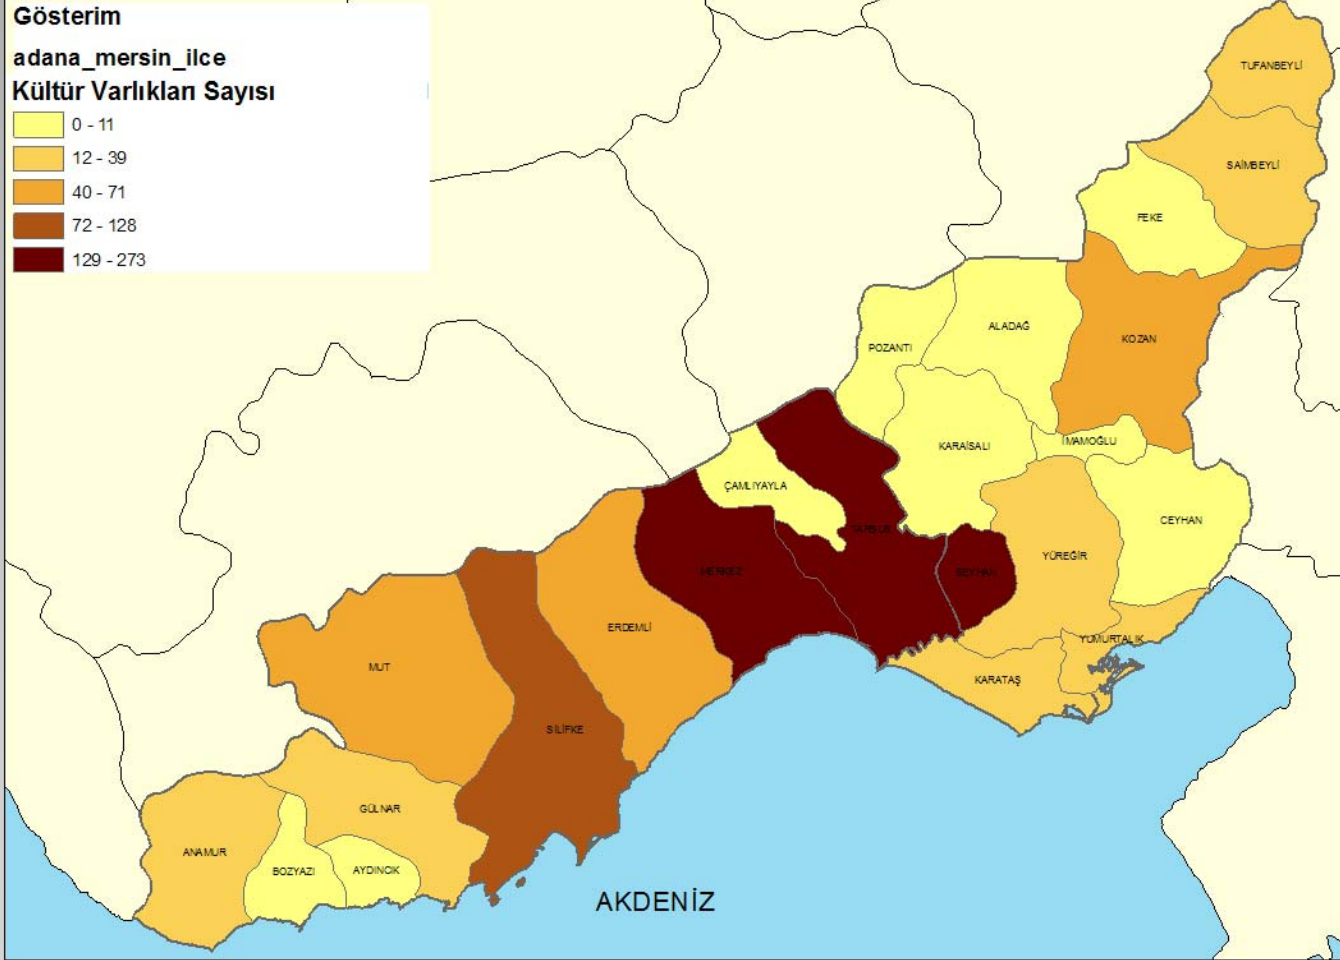 Gösterim
adana_mersin_ilce
Kültür Varlıkları Sayısı
0 - 11
12 - 39
40 - 71
72 - 128
129 - 273
TUFANBEYLİ
SAİMBEYLİ
FEKE
ALADAĞ
KOZAN
POZANTI
KARAİSALI
İMAMOĞLU
ÇAMLIYAYLA
CEYHAN
TARSUS
YÜREĞİR
MERKEZ
SEYHAN
ERDEMLİ
YUMURTALIK
MUT
KARATAŞ
SİLİFKE
GÜLNAR
ANAMUR
BOZYAZI
AYDINCIK
AKDENİZ